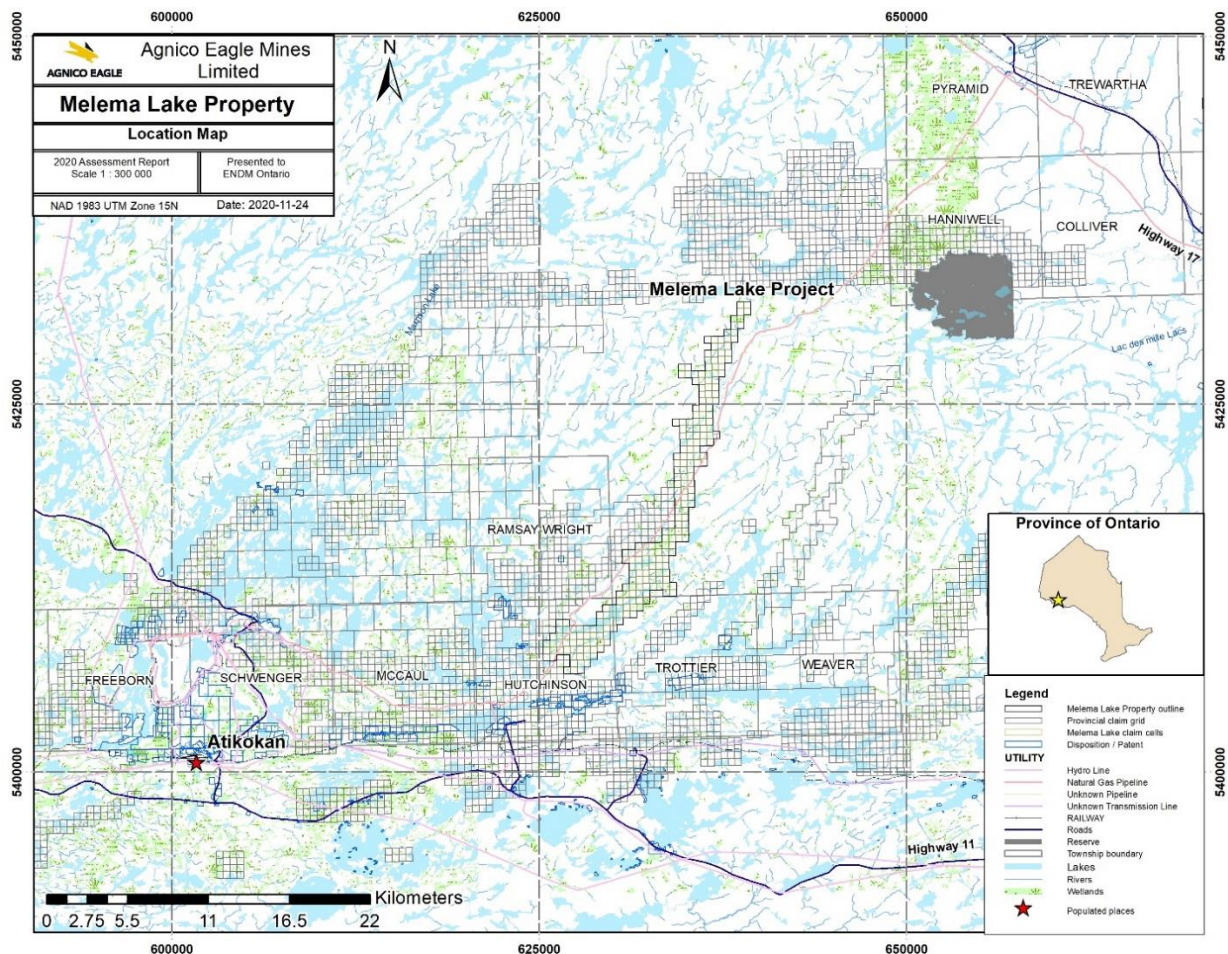 600000
625000
650000
5450000
5450000
AGNICO EAGLE
Agnico Eagle Mines
Limited
Melema Lake Property
Location Map
2020 Assessment Report
Scale 1 : 300 000
Presented to
ENDM Ontario
NAD 1983 UTM Zone 15N
Date: 2020-11-24
N
PYRAMID
TREWARTHA
HANNIWELL
COLLIVER
Highway 17
Melema Lake Project
Marmion Lake
Lac des mille Lacs
5425000
5425000
RAMSAY WRIGHT
Province of Ontario
FREEBORN
SCHWENGER
MCCAUL
HUTCHINSON
TROTTIER
WEAVER
Atikokan
5400000
5400000
Highway 11
Legend
Melema Lake Property outline
Provincial claim grid
Melema Lake claim cells
Disposition / Patent
UTILITY
Hydro Line
Natural Gas Pipeline
Unknown Pipeline
Unknown Transmission Line
RAILWAY
Roads
Reserve
Township boundary
Lakes
Rivers
Wetlands
Populated places
Kilometers
0 2.75 5.5 11 16.5 22
600000
625000
650000